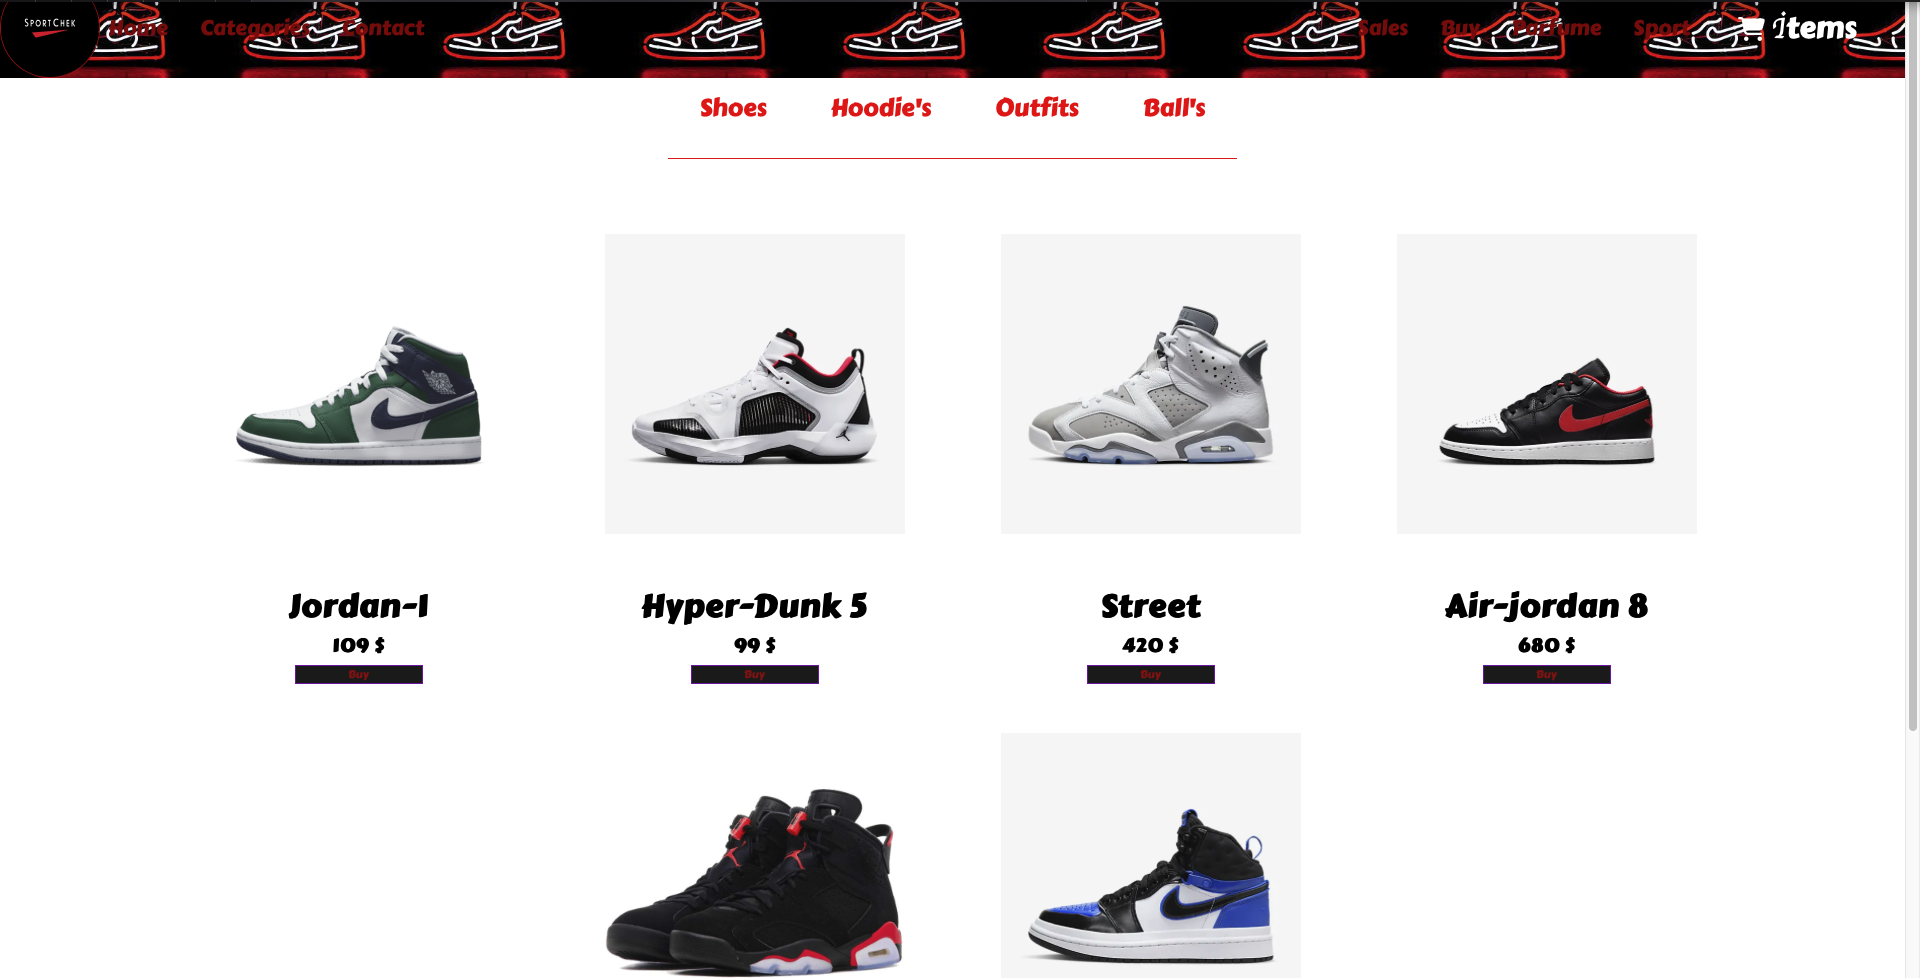 SPORTCHEK
Home Categories Contact Sales Buy Parfume Sport items
Shoes Hoodie's Outfits Ball's
Jordan-1 Hyper-Dunk 5 Street Air-jordan 8
109 $ 99 $ 420 $ 680 $
Buy Buy Buy Buy